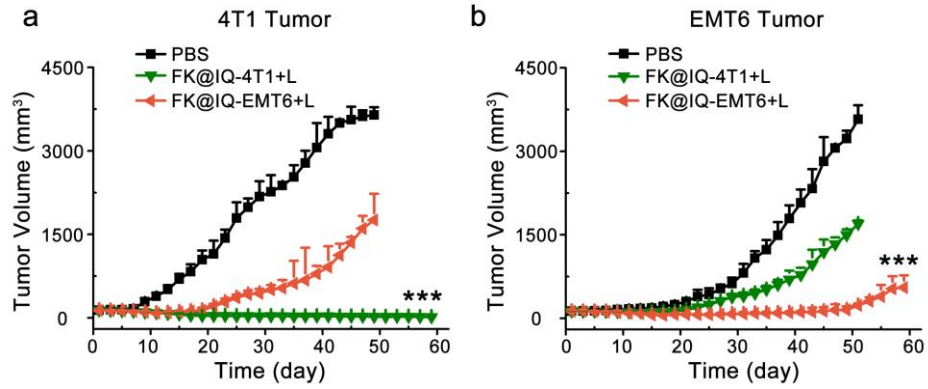 a
4T1 Tumor
PBS
FK@IQ-4T1+L
FK@IQ-EMT6+L
Tumor Volume (mm³)
4500
3000
1500
0
***
0 10 20 30 40 50 60
Time (day)
b
EMT6 Tumor
PBS
FK@IQ-4T1+L
FK@IQ-EMT6+L
Tumor Volume (mm³)
4500
3000
1500
0
***
0 10 20 30 40 50 60
Time (day)